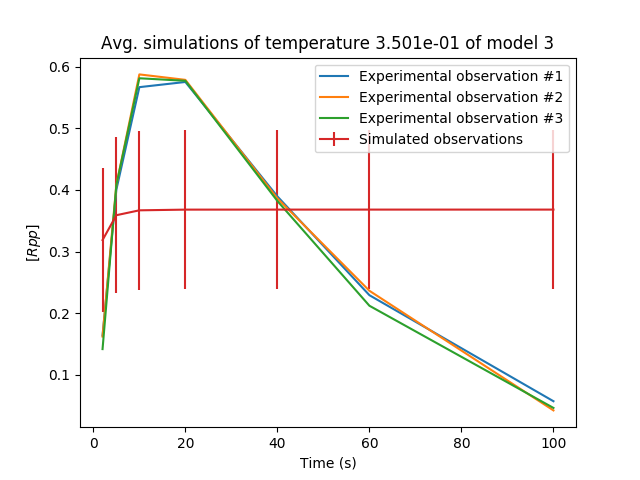 Avg. simulations of temperature 3.501e-01 of model 3
Experimental observation #1
Experimental observation #2
Experimental observation #3
Simulated observations
0.6
0.5
0.4
0.3
0.2
0.1
[Rpp]
0 20 40 60 80 100
Time (s)